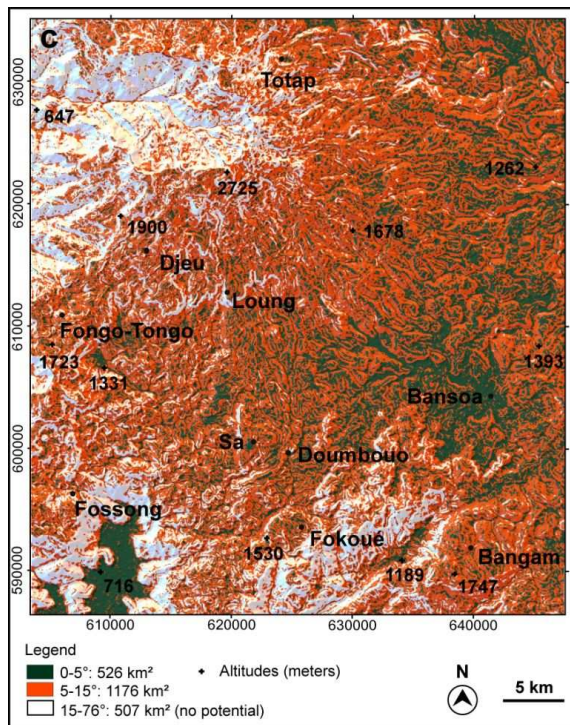 C
Totap
630000
647
1262
2725
620000
1900
1678
Djeu
Loung
Fongo-Tongo
610000
1723
1393
1331
Bansoa
Sa
Doumbouo
600000
Fossong
1530
Fokoué
Bangam
1189
590000
716
1747
610000 620000 630000 640000
Legend
0-5°: 526 km²
5-15°: 1176 km²
15-76°: 507 km² (no potential)
Altitudes (meters)
N
5 km